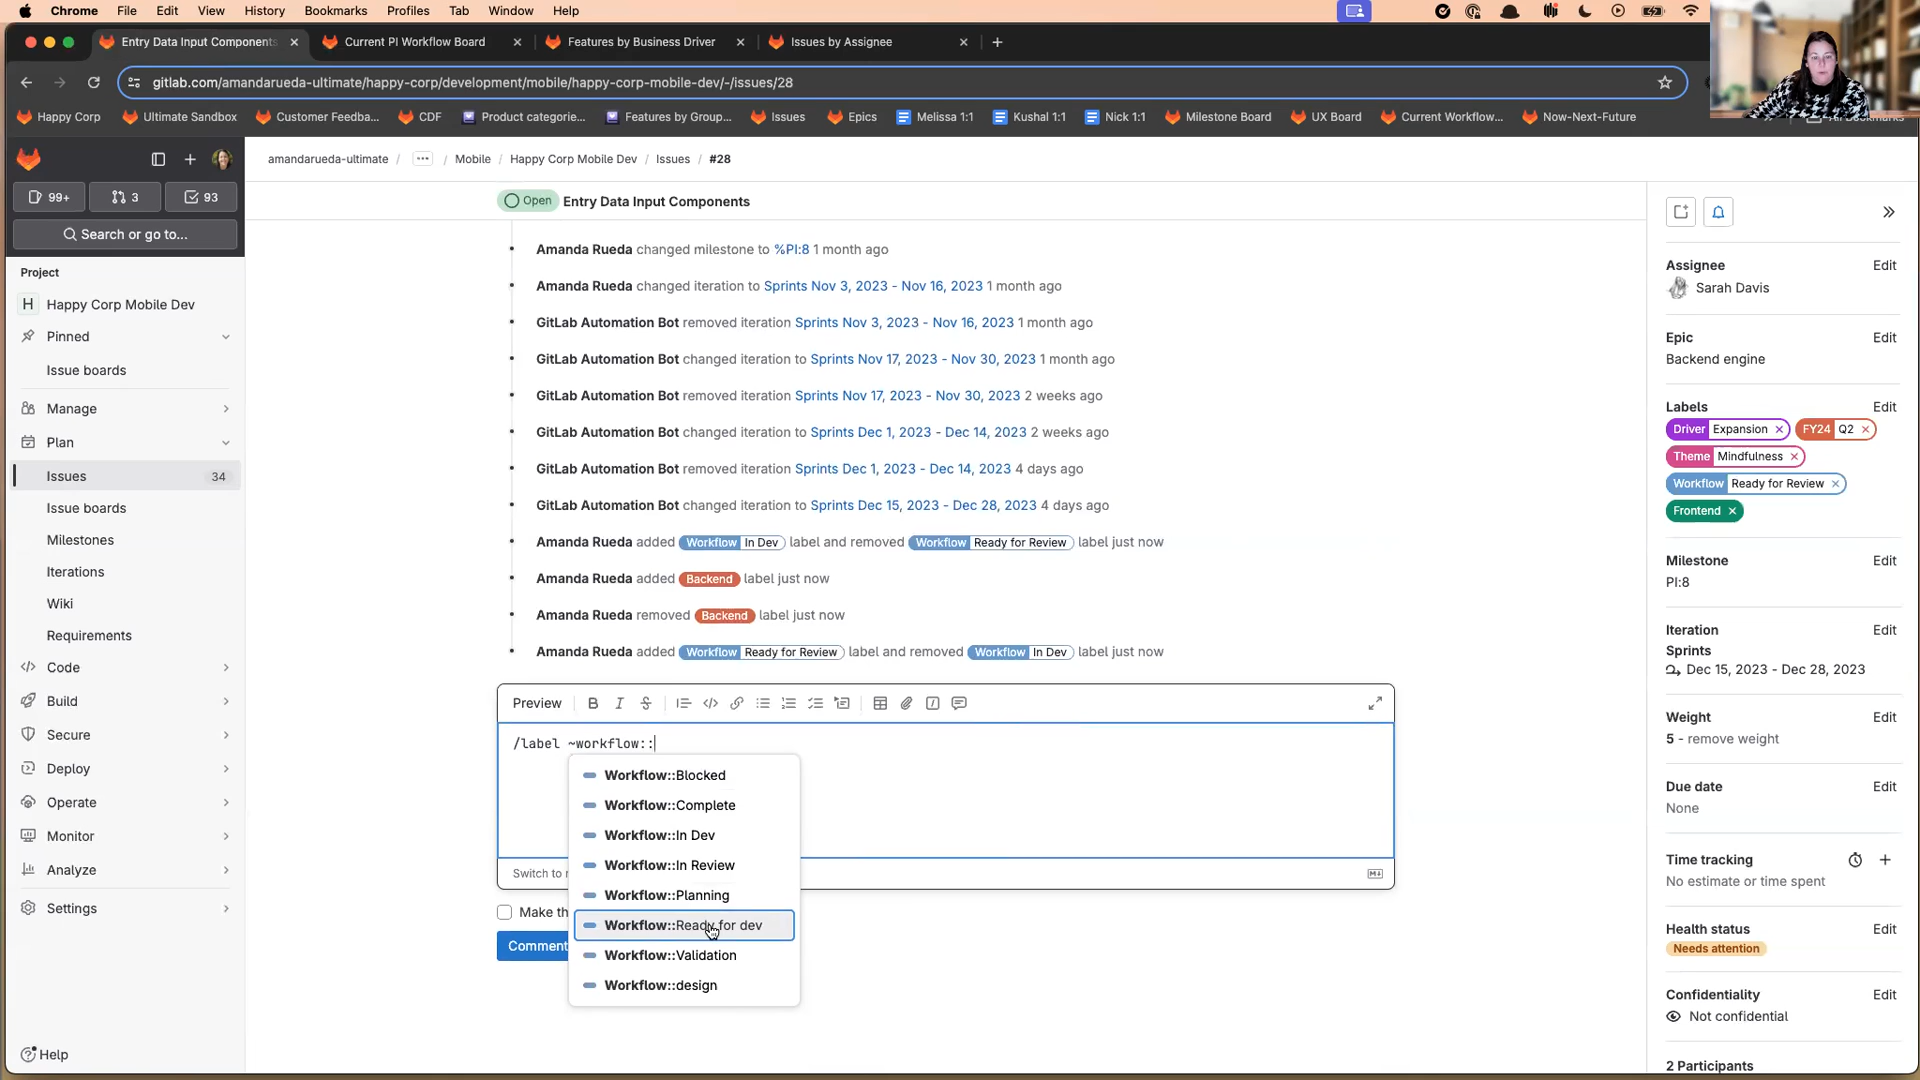 Chrome File Edit View History Bookmarks Profiles Tab Window Help
Entry Data Input Components
Current PI Workflow Board
Features by Business Driver
Issues by Assignee
gitlab.com/amandarueda-ultimate/happy-corp/development/mobile/happy-corp-mobile-dev/-/issues/28
Happy Corp
Ultimate Sandbox
Customer Feedba...
CDF
Product categorie...
Features by Group...
Issues
Epics
Melissa 1:1
Kushal 1:1
Nick 1:1
Milestone Board
UX Board
Current Workflow...
Now-Next-Future
99+
3
93
Search or go to...
Project
H Happy Corp Mobile Dev
Pinned
Issue boards
Manage
Plan
Issues 34
Issue boards
Milestones
Iterations
Wiki
Requirements
Code
Build
Secure
Deploy
Operate
Monitor
Analyze
Settings
Help
amandarueda-ultimate / ... / Mobile / Happy Corp Mobile Dev / Issues / #28
Open Entry Data Input Components
Amanda Rueda changed milestone to %PI:8 1 month ago
Amanda Rueda changed iteration to Sprints Nov 3, 2023 - Nov 16, 2023 1 month ago
GitLab Automation Bot removed iteration Sprints Nov 3, 2023 - Nov 16, 2023 1 month ago
GitLab Automation Bot changed iteration to Sprints Nov 17, 2023 - Nov 30, 2023 1 month ago
GitLab Automation Bot removed iteration Sprints Nov 17, 2023 - Nov 30, 2023 2 weeks ago
GitLab Automation Bot changed iteration to Sprints Dec 1, 2023 - Dec 14, 2023 2 weeks ago
GitLab Automation Bot removed iteration Sprints Dec 1, 2023 - Dec 14, 2023 4 days ago
GitLab Automation Bot changed iteration to Sprints Dec 15, 2023 - Dec 28, 2023 4 days ago
Amanda Rueda added Workflow In Dev label and removed Workflow Ready for Review label just now
Amanda Rueda added Backend label just now
Amanda Rueda removed Backend label just now
Amanda Rueda added Workflow Ready for Review label and removed Workflow In Dev label just now
Preview
/label ~workflow::
Workflow::Blocked
Workflow::Complete
Workflow::In Dev
Workflow::In Review
Workflow::Planning
Workflow::Ready for dev
Workflow::Validation
Workflow::design
Switch to
Make th
Comment
Assignee Edit
Sarah Davis
Epic Edit
Backend engine
Labels Edit
Driver Expansion
FY24 Q2
Theme Mindfulness
Workflow Ready for Review
Frontend
Milestone Edit
PI:8
Iteration Edit
Sprints
Dec 15, 2023 - Dec 28, 2023
Weight Edit
5 - remove weight
Due date Edit
None
Time tracking
No estimate or time spent
Health status Edit
Needs attention
Confidentiality Edit
Not confidential
2 Participants